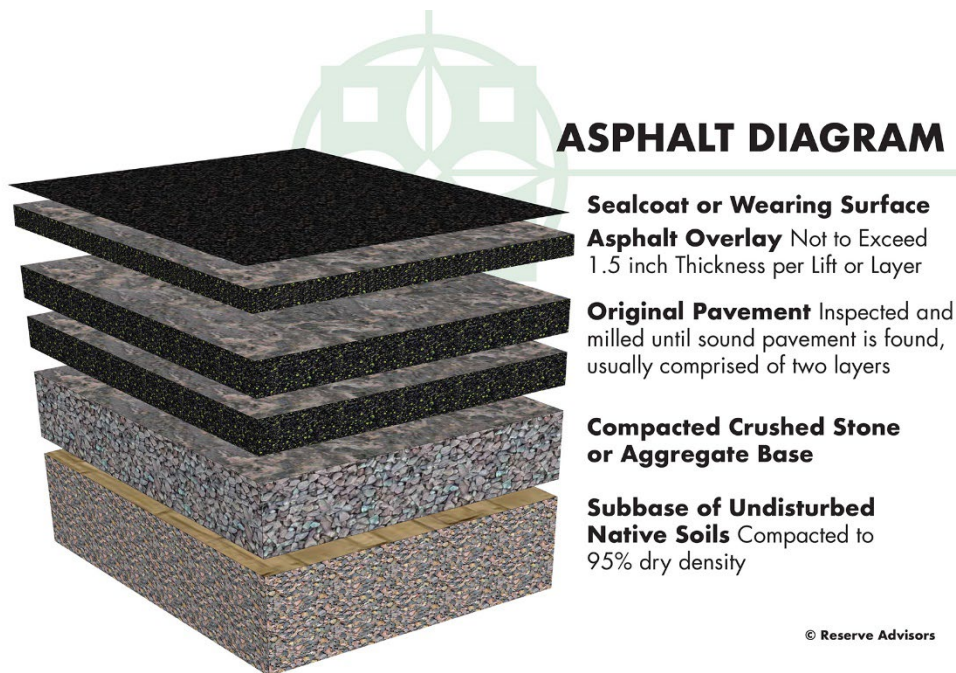 ASPHALT DIAGRAM
Sealcoat or Wearing Surface
Asphalt Overlay Not to Exceed
1.5 inch Thickness per Lift or Layer
Original Pavement Inspected and
milled until sound pavement is found,
usually comprised of two layers
Compacted Crushed Stone
or Aggregate Base
Subbase of Undisturbed
Native Soils Compacted to
95% dry density
© Reserve Advisors